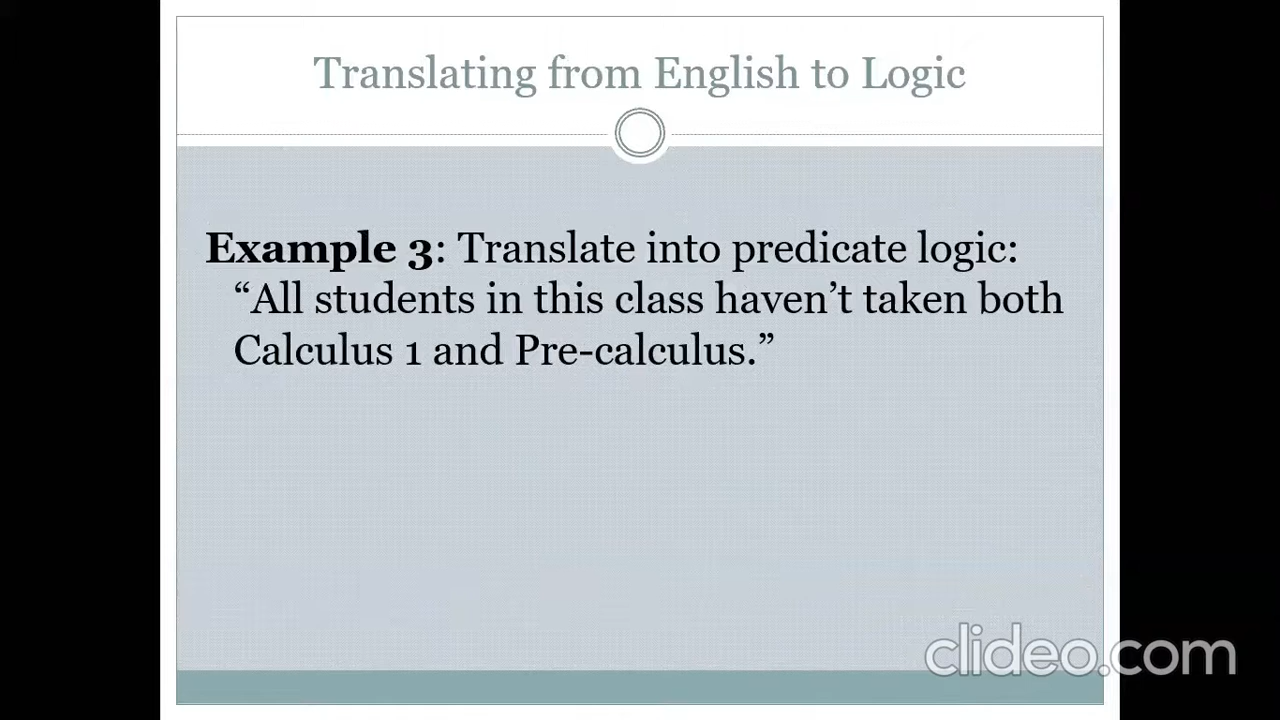 Translating from English to Logic
Example 3: Translate into predicate logic:
“All students in this class haven’t taken both
Calculus 1 and Pre-calculus.”
clideo.com